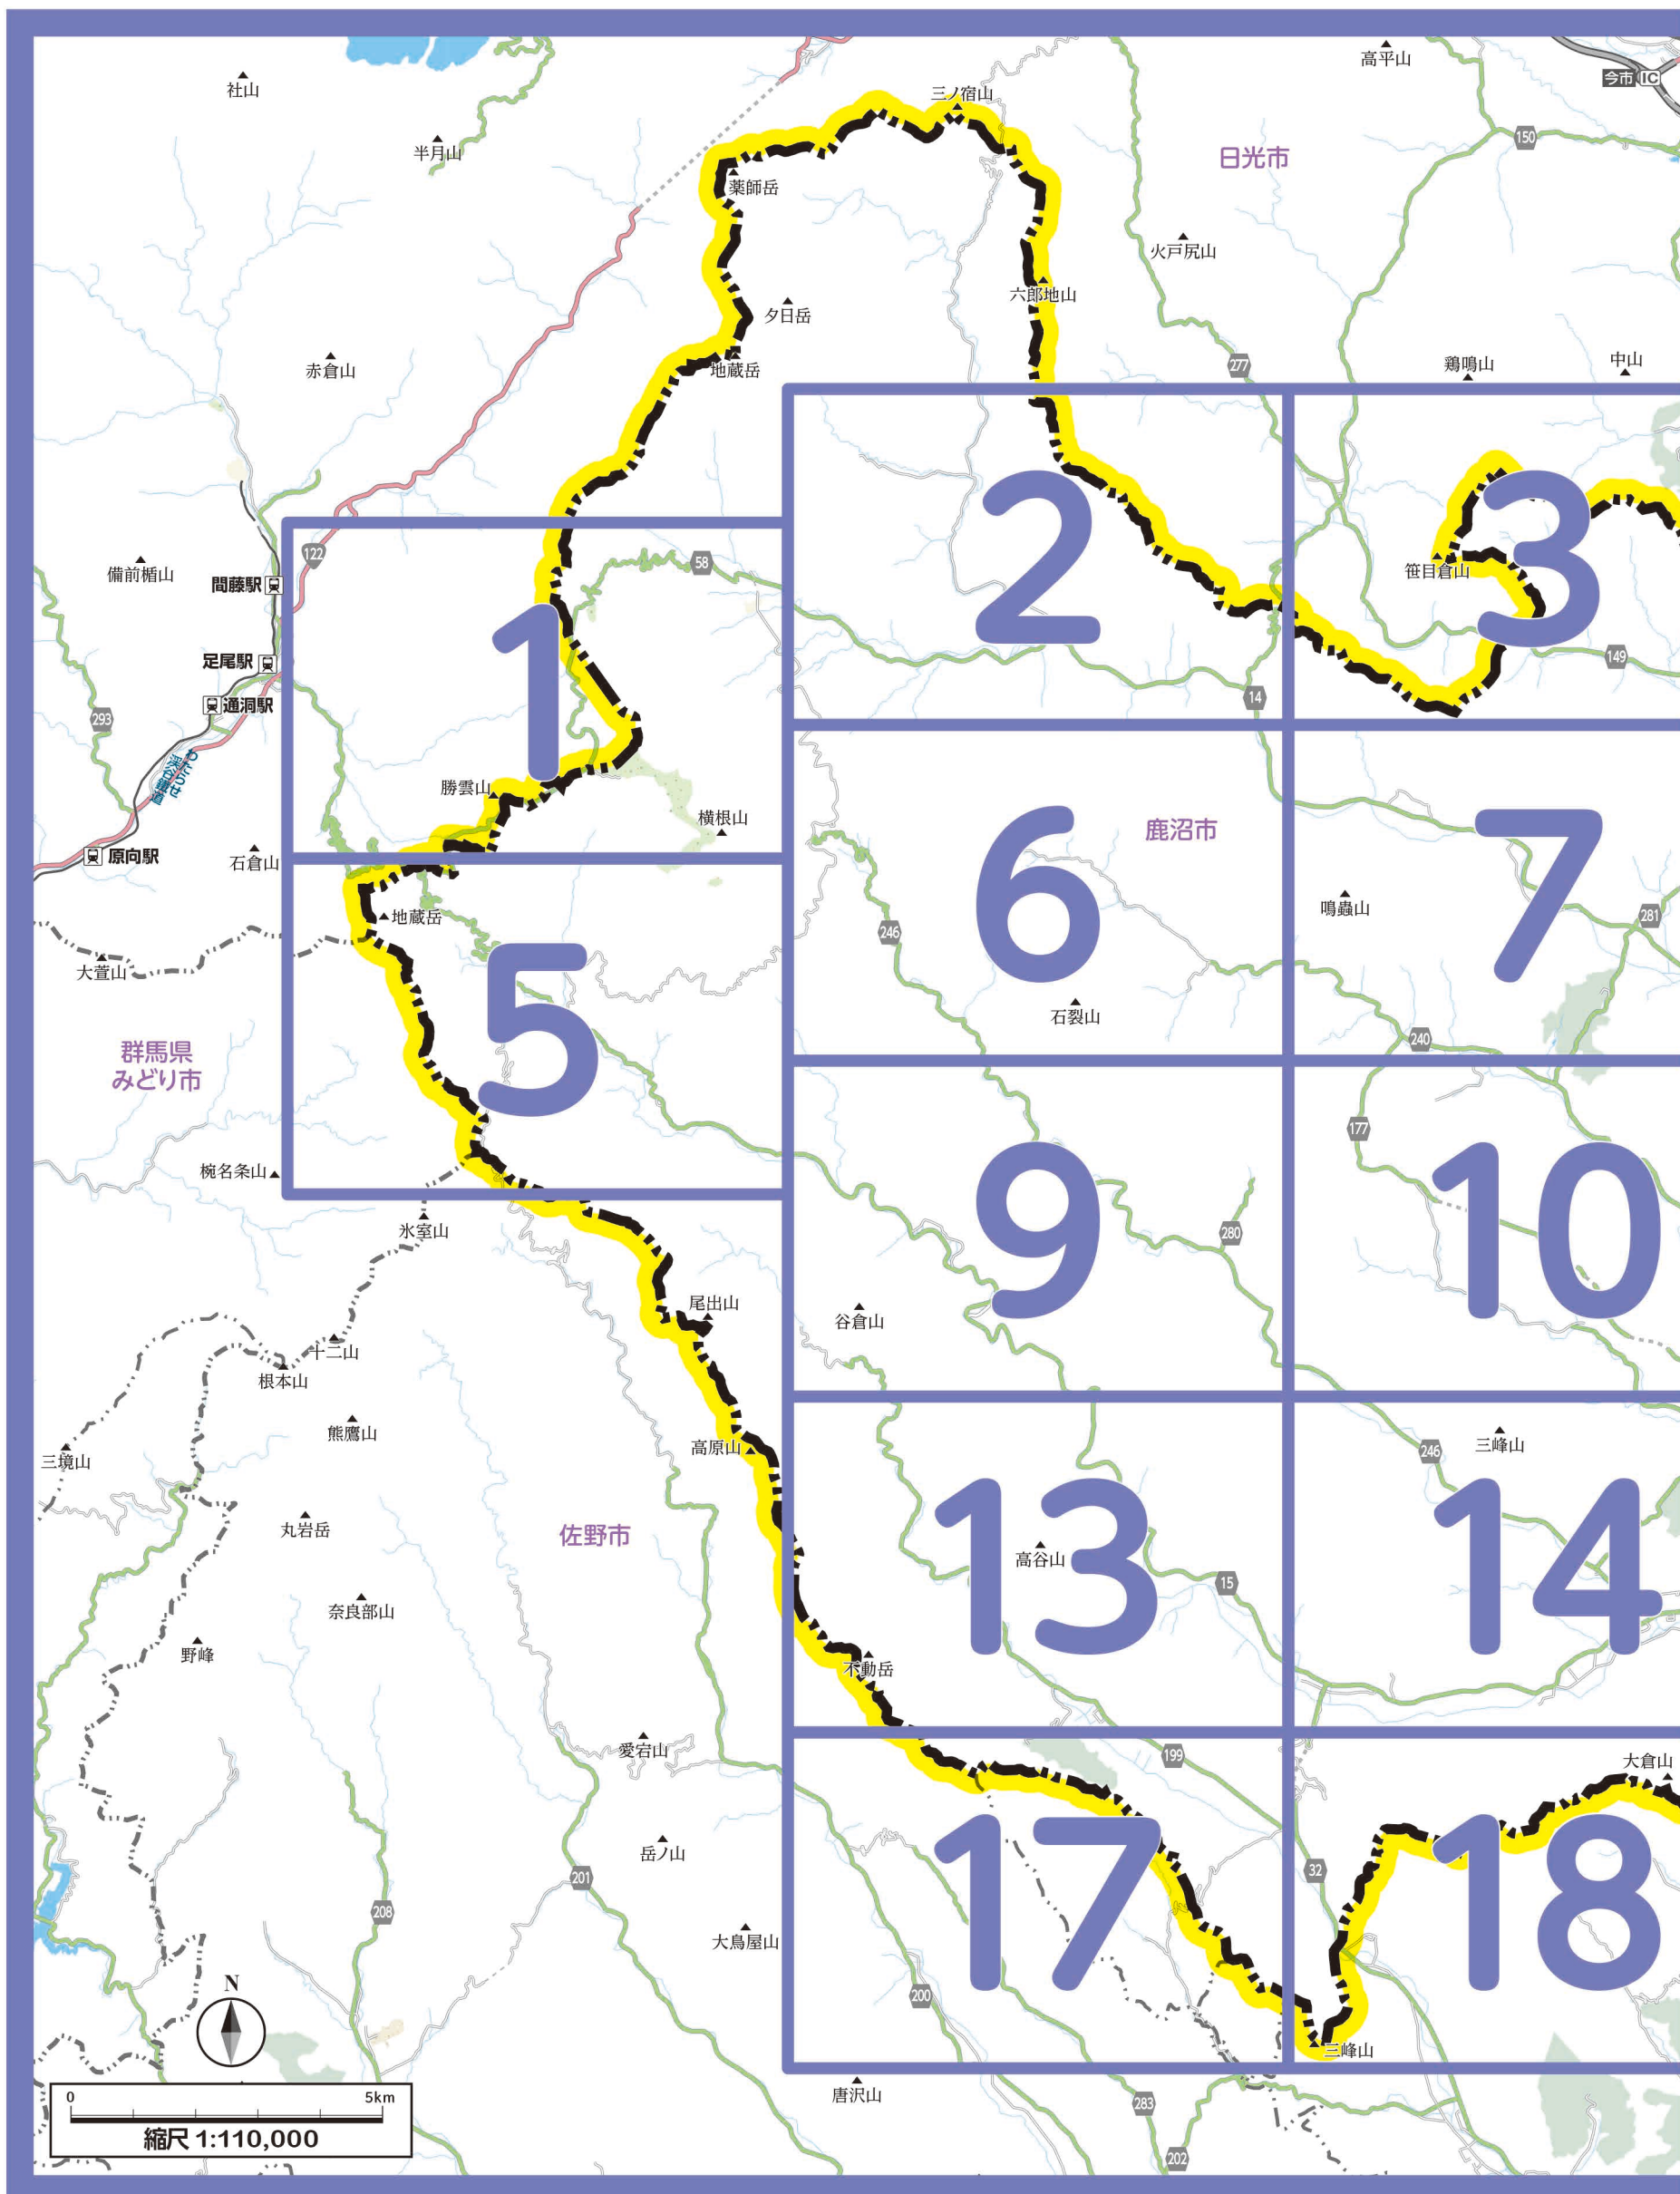 高平山
今市 IC
社山
三ノ宿山
半月山
150
日光市
薬師岳
火戸尻山
六郎地山
夕日岳
赤倉山
地蔵岳
277
鶏鳴山
中山
2
3
122
58
備前楯山
間藤駅
笹目倉山
1
足尾駅
149
通洞駅
14
293
わたらせ
渓谷鐵道
勝雲山
横根山
6
鹿沼市
7
原向駅
石倉山
地蔵岳
鳴蟲山
281
246
大萱山
5
石裂山
240
群馬県
みどり市
177
9
10
椀名条山
氷室山
280
尾出山
谷倉山
十二山
根本山
熊鷹山
高原山
246
三峰山
三境山
13
14
丸岩岳
佐野市
高谷山
15
奈良部山
野峰
不動岳
愛宕山
199
大倉山
17
18
岳ノ山
201
32
208
大鳥屋山
N
200
三峰山
0 5km
唐沢山
283
縮尺 1:110,000
202